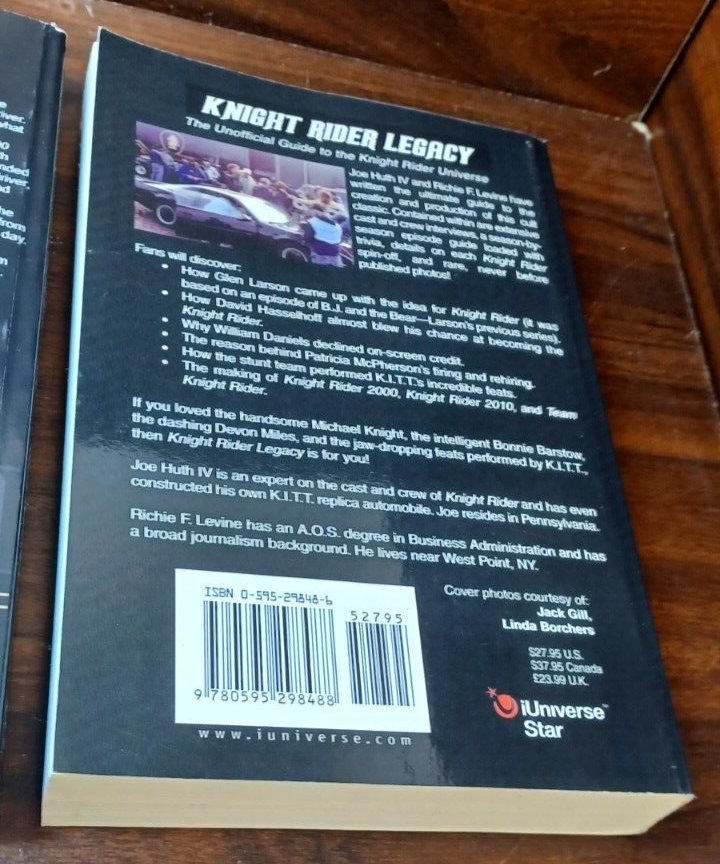 iver.
what
nded
river.
the
from
day.
KNIGHT RIDER LEGACY
The Unofficial Guide to the Knight Rider Universe
Joe Huth IV and Richie F. Levine have
written the ultimate guide to the
creation and production of this cult
classic. Contained within are extensive
cast and crew interviews, a season-by-
season episode guide loaded with
trivia, details on each Knight Rider
spin-off, and rare, never before
published photos!
Fans will discover:
• How Glen Larson came up with the idea for Knight Rider (it was
based on an episode of B.J. and the Bear—Larson's previous series).
• How David Hasselhoff almost blew his chance at becoming the
Knight Rider.
• Why William Daniels declined on-screen credit.
• The reason behind Patricia McPherson's firing and rehiring.
• How the stunt team performed K.I.T.T.'s incredible feats.
• The making of Knight Rider 2000, Knight Rider 2010, and Team
Knight Rider.
If you loved the handsome Michael Knight, the intelligent Bonnie Barstow,
the dashing Devon Miles, and the jaw-dropping feats performed by K.I.T.T.,
then Knight Rider Legacy is for you!
Joe Huth IV is an expert on the cast and crew of Knight Rider and has even
constructed his own K.I.T.T. replica automobile. Joe resides in Pennsylvania.
Richie F. Levine has an A.O.S. degree in Business Administration and has
a broad journalism background. He lives near West Point, NY.
ISBN 0-595-29848-6
52795
9 780595 298488
www.iuniverse.com
Cover photos courtesy of:
Jack Gill,
Linda Borchers
$27.95 U.S.
$37.95 Canada
£23.99 U.K.
iUniverse™
Star